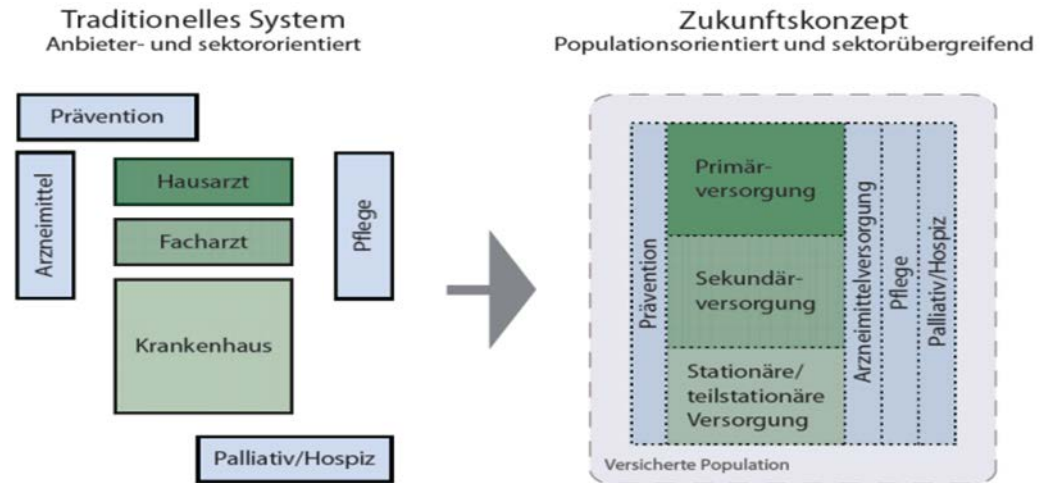 Traditionelles System
Anbieter- und sektororientiert
Prävention
Arzneimittel
Hausarzt
Facharzt
Krankenhaus
Pflege
Palliativ/Hospiz
Zukunftskonzept
Populationsorientiert und sektorübergreifend
Prävention
Primär-
versorgung
Sekundär-
versorgung
Stationäre/
teilstationäre
Versorgung
Arzneimittelversorgung
Pflege
Palliativ/Hospiz
Versicherte Population